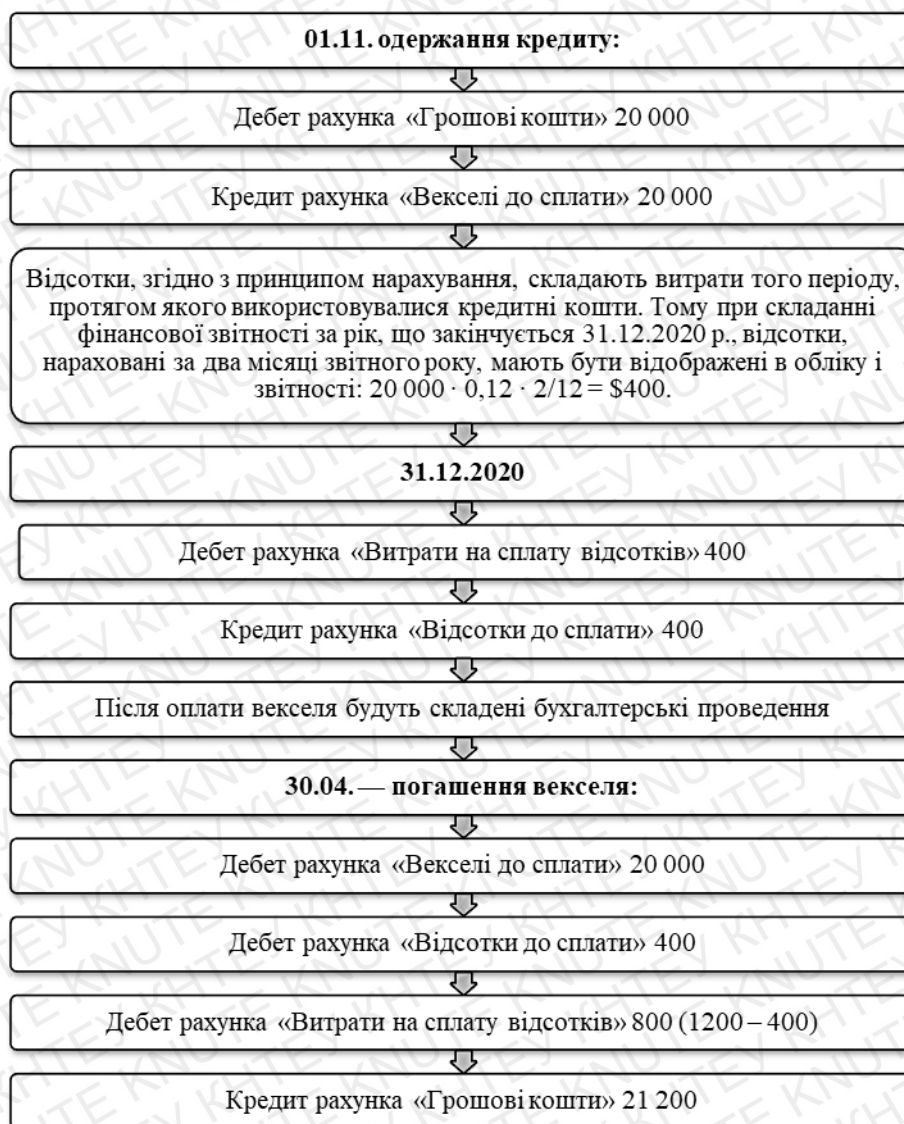 01.11. одержання кредиту:
Дебет рахунка «Грошові кошти» 20 000
Кредит рахунка «Векселі до сплати» 20 000
Відсотки, згідно з принципом нарахування, складають витрати того періоду,
протягом якого використовувалися кредитні кошти. Тому при складанні
фінансової звітності за рік, що закінчується 31.12.2020 р., відсотки,
нараховані за два місяці звітного року, мають бути відображені в обліку і
звітності: 20 000 · 0,12 · 2/12 = $400.
31.12.2020
Дебет рахунка «Витрати на сплату відсотків» 400
Кредит рахунка «Відсотки до сплати» 400
Після оплати векселя будуть складені бухгалтерські проведення
30.04. — погашення векселя:
Дебет рахунка «Векселі до сплати» 20 000
Дебет рахунка «Відсотки до сплати» 400
Дебет рахунка «Витрати на сплату відсотків» 800 (1200 – 400)
Кредит рахунка «Грошові кошти» 21 200